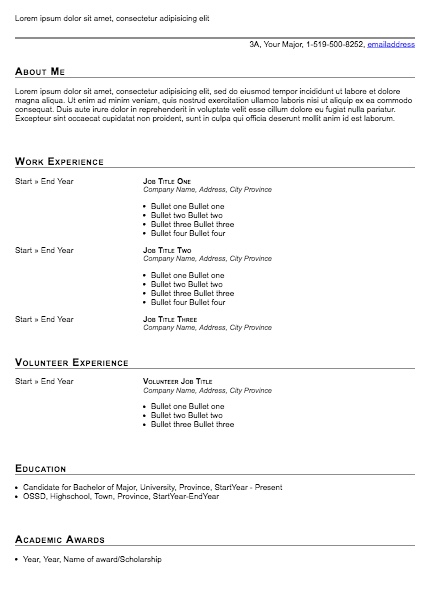 Lorem ipsum dolor sit amet, consectetur adipisicing elit
3A, Your Major, 1-519-500-8252, emailaddress
About Me
Lorem ipsum dolor sit amet, consectetur adipisicing elit, sed do eiusmod tempor incididunt ut labore et dolore
magna aliqua. Ut enim ad minim veniam, quis nostrud exercitation ullamco laboris nisi ut aliquip ex ea commodo
consequat. Duis aute irure dolor in reprehenderit in voluptate velit esse cillum dolore eu fugiat nulla pariatur.
Excepteur sint occaecat cupidatat non proident, sunt in culpa qui officia deserunt mollit anim id est laborum.
Work Experience
Start » End Year Job Title One
Company Name, Address, City Province
• Bullet one Bullet one
• Bullet two Bullet two
• Bullet three Bullet three
• Bullet four Bullet four
Start » End Year Job Title Two
Company Name, Address, City Province
• Bullet one Bullet one
• Bullet two Bullet two
• Bullet three Bullet three
• Bullet four Bullet four
Start » End Year Job Title Three
Company Name, Address, City Province
Volunteer Experience
Start » End Year Volunteer Job Title
Company Name, Address, City Province
• Bullet one Bullet one
• Bullet two Bullet two
• Bullet three Bullet three
Education
• Candidate for Bachelor of Major, University, Province, StartYear - Present
• OSSD, Highschool, Town, Province, StartYear-EndYear
Academic Awards
• Year, Year, Name of award/Scholarship